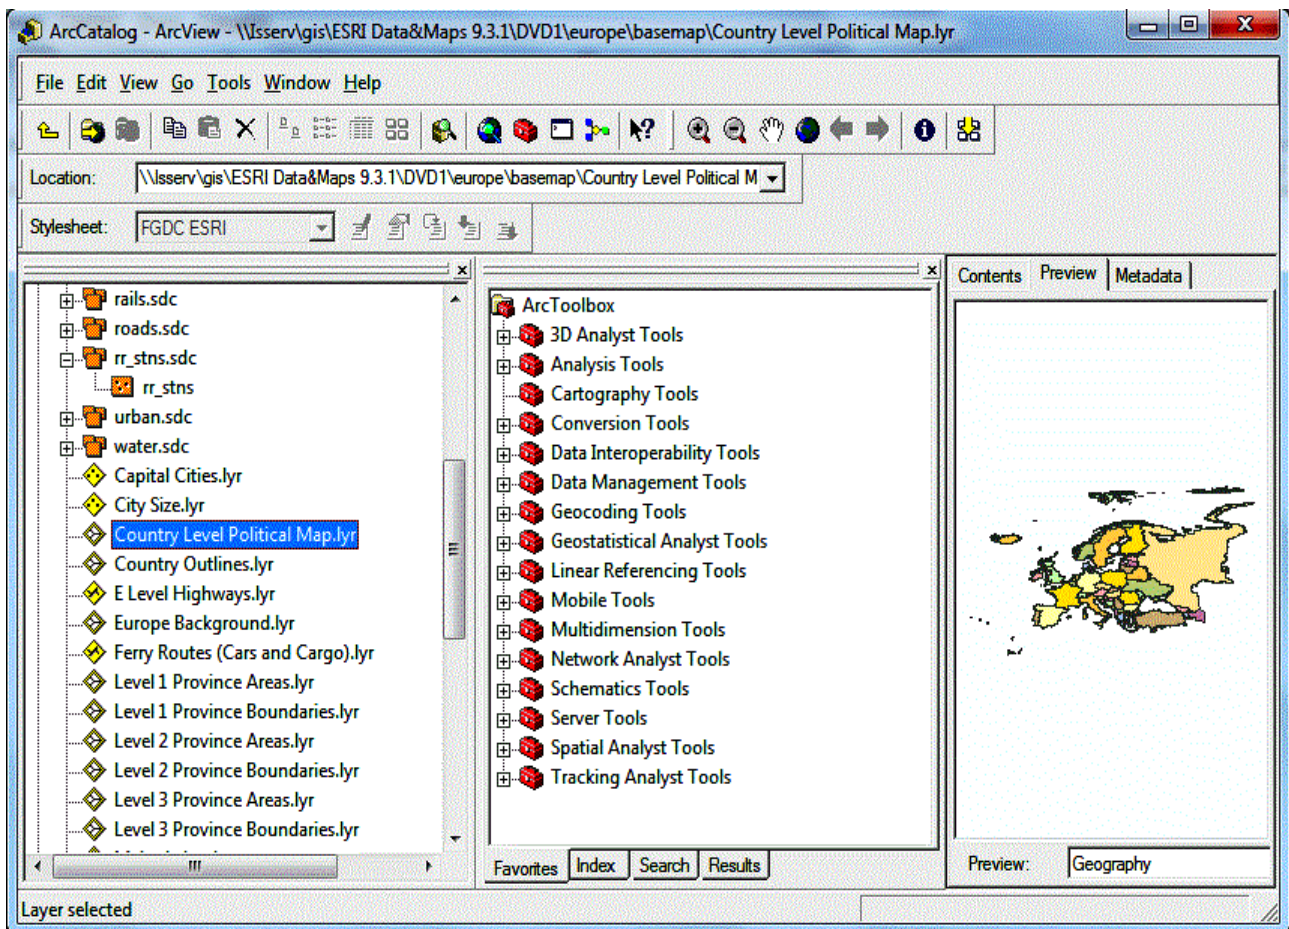 ArcCatalog - ArcView - \\Isserv\gis\ESRI Data&Maps 9.3.1\DVD1\europe\basemap\Country Level Political Map.lyr
File Edit View Go Tools Window Help
Location: \\Isserv\gis\ESRI Data&Maps 9.3.1\DVD1\europe\basemap\Country Level Political M
Stylesheet: FGDC ESRI
rails.sdc
roads.sdc
rr_stns.sdc
rr_stns
urban.sdc
water.sdc
Capital Cities.lyr
City Size.lyr
Country Level Political Map.lyr
Country Outlines.lyr
E Level Highways.lyr
Europe Background.lyr
Ferry Routes (Cars and Cargo).lyr
Level 1 Province Areas.lyr
Level 1 Province Boundaries.lyr
Level 2 Province Areas.lyr
Level 2 Province Boundaries.lyr
Level 3 Province Areas.lyr
Level 3 Province Boundaries.lyr
ArcToolbox
3D Analyst Tools
Analysis Tools
Cartography Tools
Conversion Tools
Data Interoperability Tools
Data Management Tools
Geocoding Tools
Geostatistical Analyst Tools
Linear Referencing Tools
Mobile Tools
Multidimension Tools
Network Analyst Tools
Schematics Tools
Server Tools
Spatial Analyst Tools
Tracking Analyst Tools
Favorites Index Search Results
Contents Preview Metadata
Preview: Geography
Layer selected